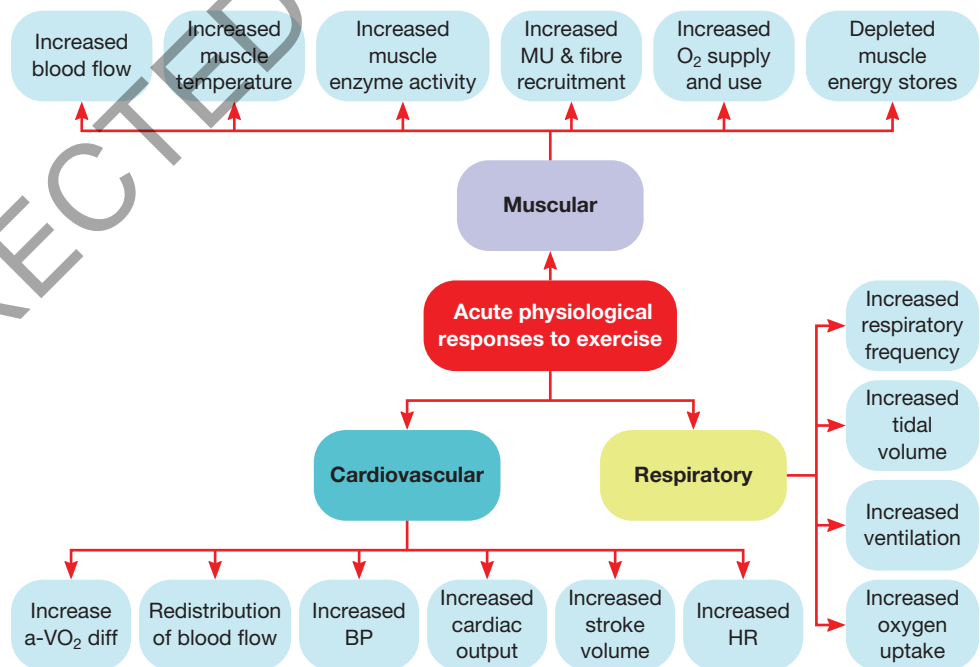 Increased
blood flow
Increased
muscle
temperature
Increased
muscle
enzyme activity
Increased
MU & fibre
recruitment
Increased
O₂ supply
and use
Depleted
muscle
energy stores
Muscular
Acute physiological
responses to exercise
Cardiovascular
Respiratory
Increased
respiratory
frequency
Increased
tidal
volume
Increased
ventilation
Increased
oxygen
uptake
Increase
a-VO₂ diff
Redistribution
of blood flow
Increased
BP
Increased
cardiac
output
Increased
stroke
volume
Increased
HR